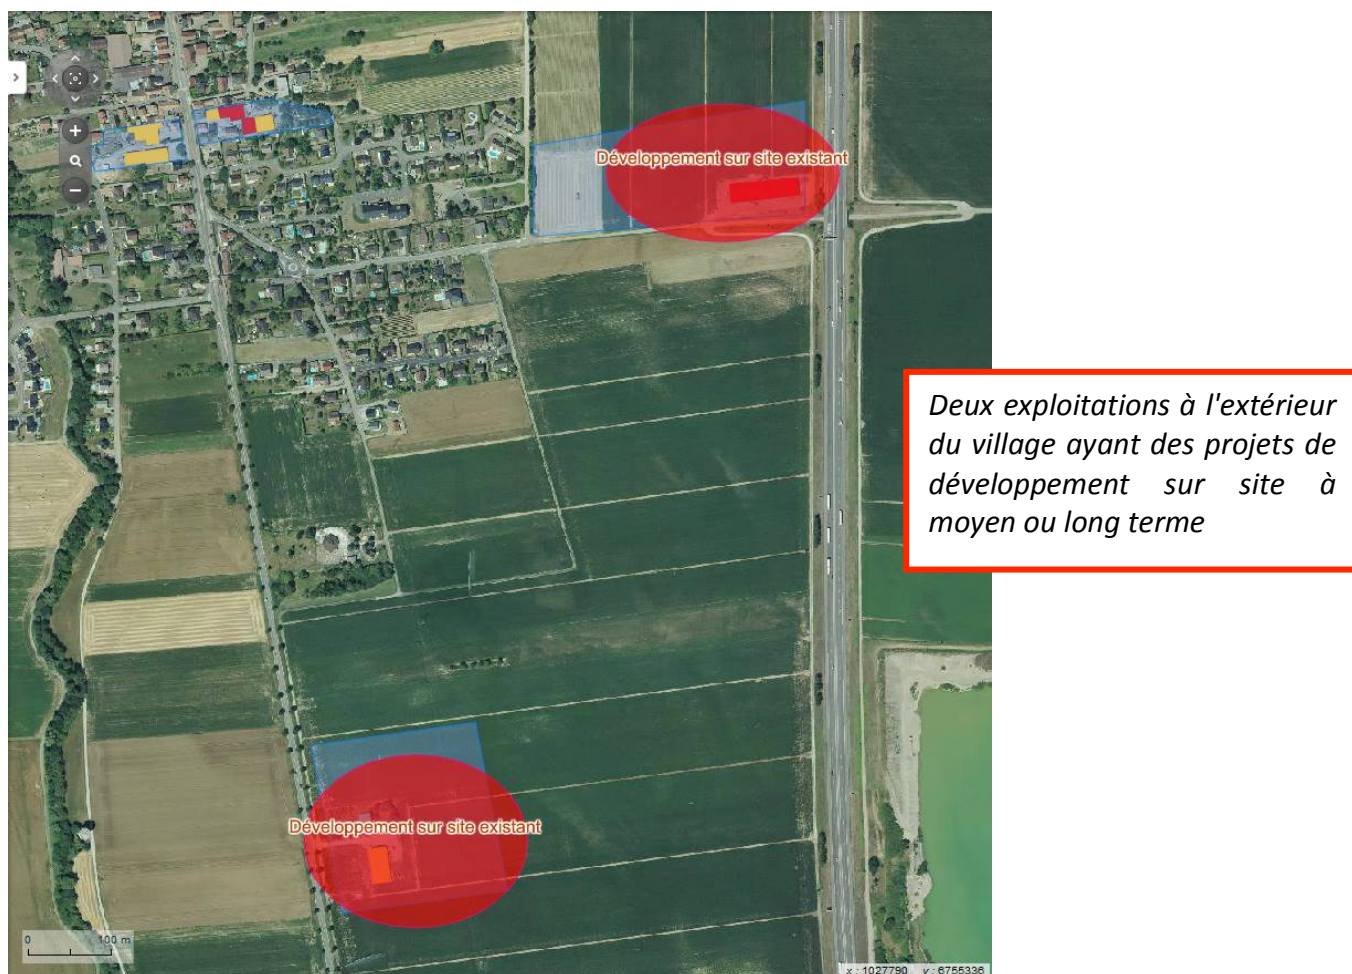 Développement sur site existant
Deux exploitations à l'extérieur
du village ayant des projets de
développement sur site à
moyen ou long terme
Développement sur site existant
0 100 m
x : 1027790 y : 6755336